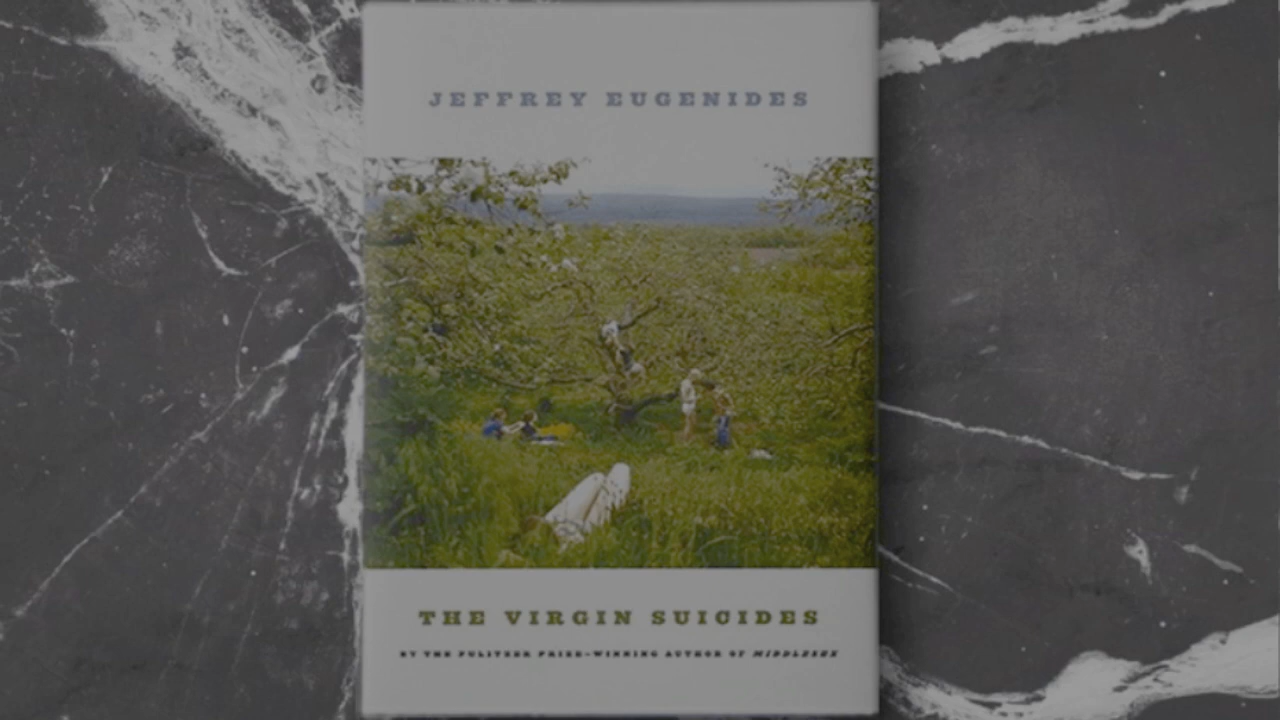 JEFFREY EUGENIDES
THE VIRGIN SUICIDES
BY THE PULITZER PRIZE–WINNING AUTHOR OF MIDDLESEX